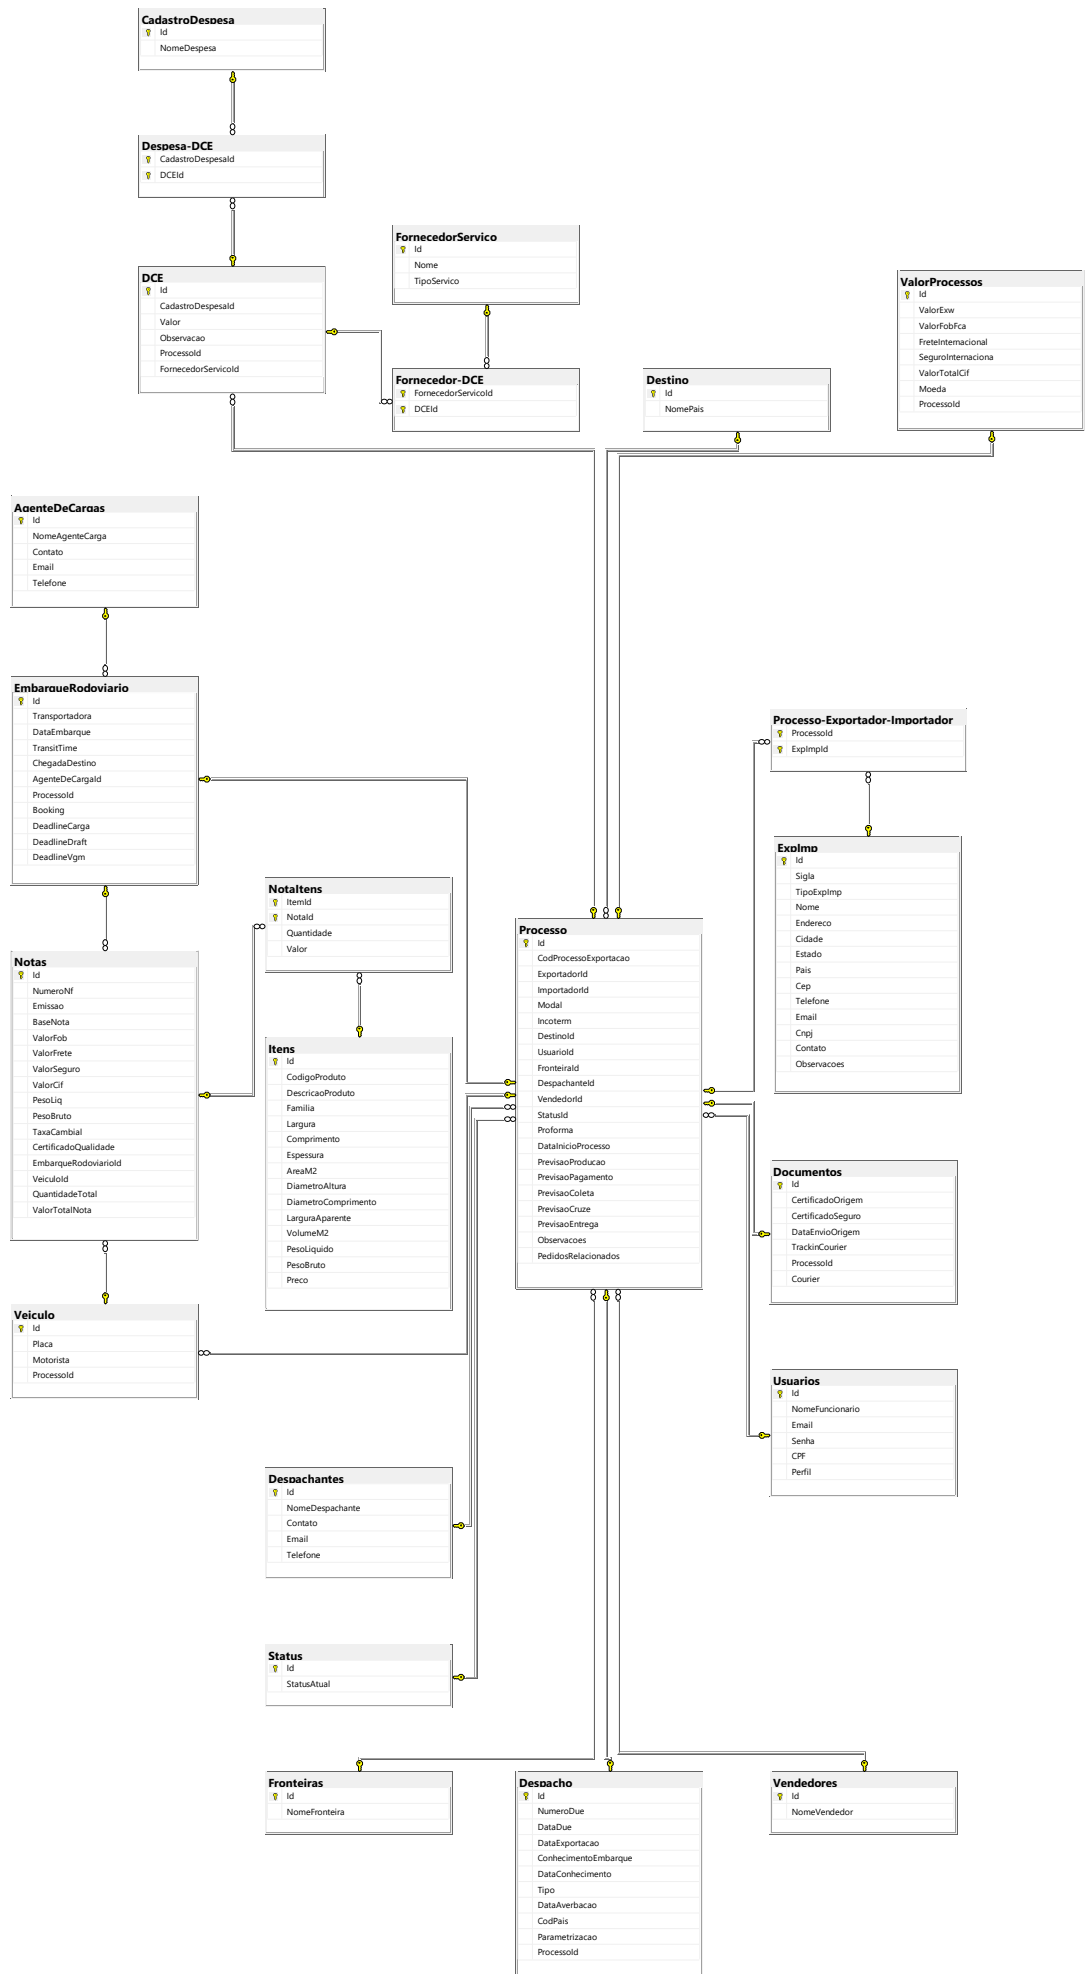 CadastroDespesa
Id
NomeDespesa
Despesa-DCE
CadastroDespesaId
DCEId
DCE
Id
CadastroDespesaId
Valor
Observacao
ProcessoId
FornecedorServicoId
FornecedorServico
Id
Nome
TipoServico
Fornecedor-DCE
FornecedorServicoId
DCEId
Destino
Id
NomePais
ValorProcessos
Id
ValorExw
ValorFobFca
FreteInternacional
SeguroInternaciona
ValorTotalCif
Moeda
ProcessoId
AgenteDeCargas
Id
NomeAgenteCarga
Contato
Email
Telefone
EmbarqueRodoviario
Id
Transportadora
DataEmbarque
TransitTime
ChegadaDestino
AgenteDeCargaId
ProcessoId
Booking
DeadlineCarga
DeadlineDraft
DeadlineVgm
Processo-Exportador-Importador
ProcessoId
ExpImpId
ExpImp
Id
Sigla
TipoExpImp
Nome
Endereco
Cidade
Estado
Pais
Cep
Telefone
Email
Cnpj
Contato
Observacoes
NotaItens
ItemId
NotaId
Quantidade
Valor
Notas
Id
NumeroNf
Emissao
BaseNota
ValorFob
ValorFrete
ValorSeguro
ValorCif
PesoLiq
PesoBruto
TaxaCambial
CertificadoQualidade
EmbarqueRodoviarioId
VeiculoId
QuantidadeTotal
ValorTotalNota
Itens
Id
CodigoProduto
DescricaoProduto
Familia
Largura
Comprimento
Espessura
AreaM2
DiametroAltura
DiametroComprimento
LarguraAparente
VolumeM2
PesoLiquido
PesoBruto
Preco
Processo
Id
CodProcessoExportacao
ExportadorId
ImportadorId
Modal
Incoterm
DestinoId
UsuarioId
FronteiraId
DespachanteId
VendedorId
StatusId
Proforma
DataInicioProcesso
PrevisaoProducao
PrevisaoPagamento
PrevisaoColeta
PrevisaoCruze
PrevisaoEntrega
Observacoes
PedidosRelacionados
Documentos
Id
CertificadoOrigem
CertificadoSeguro
DataEnvioOrigem
TrackinCourier
ProcessoId
Courier
Veiculo
Id
Placa
Motorista
ProcessoId
Usuarios
Id
NomeFuncionario
Email
Senha
CPF
Perfil
Despachantes
Id
NomeDespachante
Contato
Email
Telefone
Status
Id
StatusAtual
Fronteiras
Id
NomeFronteira
Despacho
Id
NumeroDue
DataDue
DataExportacao
ConhecimentoEmbarque
DataConhecimento
Tipo
DataAverbacao
CodPais
Parametrizacao
ProcessoId
Vendedores
Id
NomeVendedor